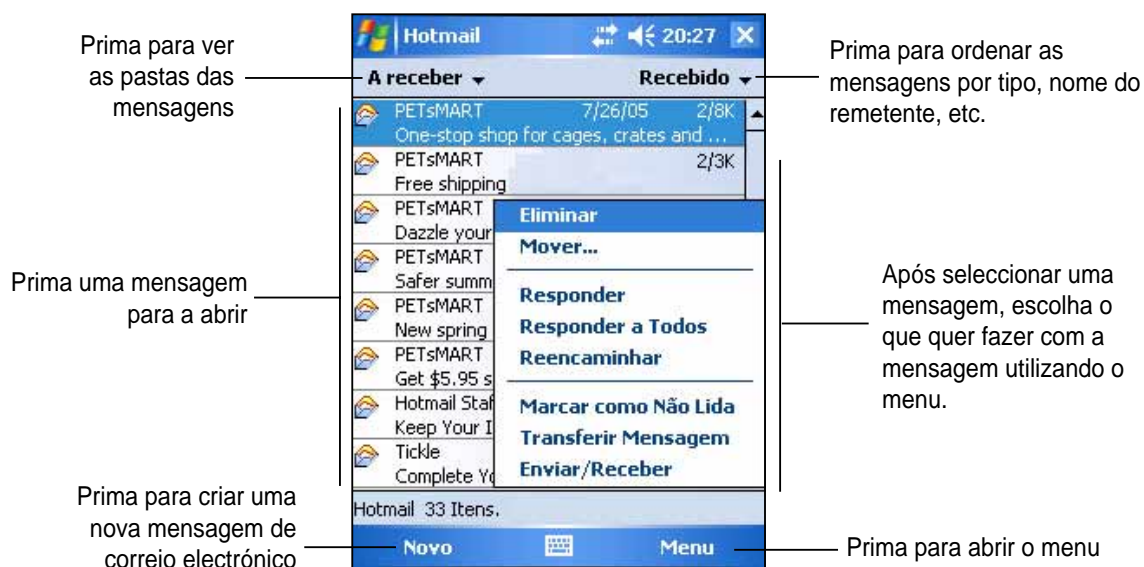 Prima para ver
as pastas das
mensagens
Hotmail 20:27
A receber Recebido
Prima para ordenar as
mensagens por tipo, nome do
remetente, etc.
PETsMART 7/26/05 2/8K
One-stop shop for cages, crates and ...
PETsMART 2/3K
Free shipping
PETsMART
Dazzle your
PETsMART
Safer summ
PETsMART
New spring
PETsMART
Get $5.95 s
Hotmail Staf
Keep Your I
Tickle
Complete Yo
Eliminar
Mover...
Responder
Responder a Todos
Reencaminhar
Marcar como Não Lida
Transferir Mensagem
Enviar/Receber
Prima uma mensagem
para a abrir
Após seleccionar uma
mensagem, escolha o
que quer fazer com a
mensagem utilizando o
menu.
Hotmail 33 Itens.
Novo Menu
Prima para criar uma
nova mensagem de
correio electrónico
Prima para abrir o menu